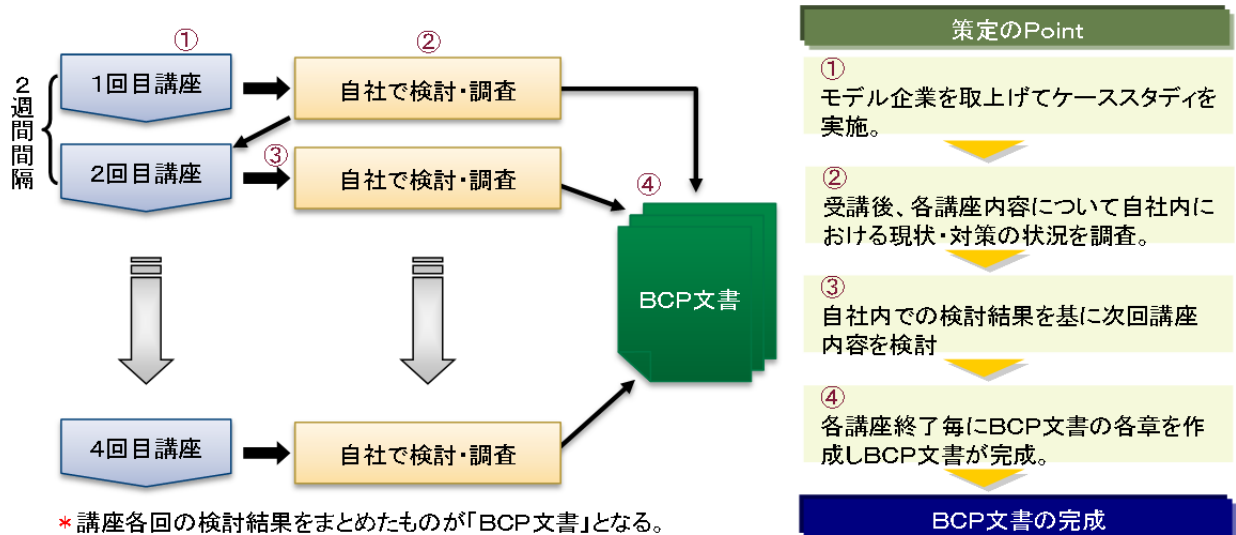 ①
②
1回目講座
自社で検討・調査
2週間間隔
2回目講座
③
自社で検討・調査
④
BCP文書
4回目講座
自社で検討・調査
*講座各回の検討結果をまとめたものが「BCP文書」となる。
策定のPoint
①
モデル企業を取上げてケーススタディを
実施。
②
受講後、各講座内容について自社内に
おける現状・対策の状況を調査。
③
自社内での検討結果を基に次回講座
内容を検討
④
各講座終了毎にBCP文書の各章を作
成しBCP文書が完成。
BCP文書の完成